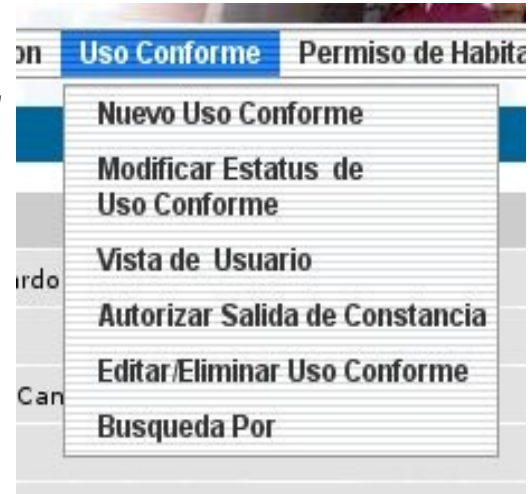 on Uso Conforme Permiso de Habita
Nuevo Uso Conforme
Modificar Estatus de
Uso Conforme
Vista de Usuario
ardo
Autorizar Salida de Constancia
Editar/Eliminar Uso Conforme
Can
Busqueda Por